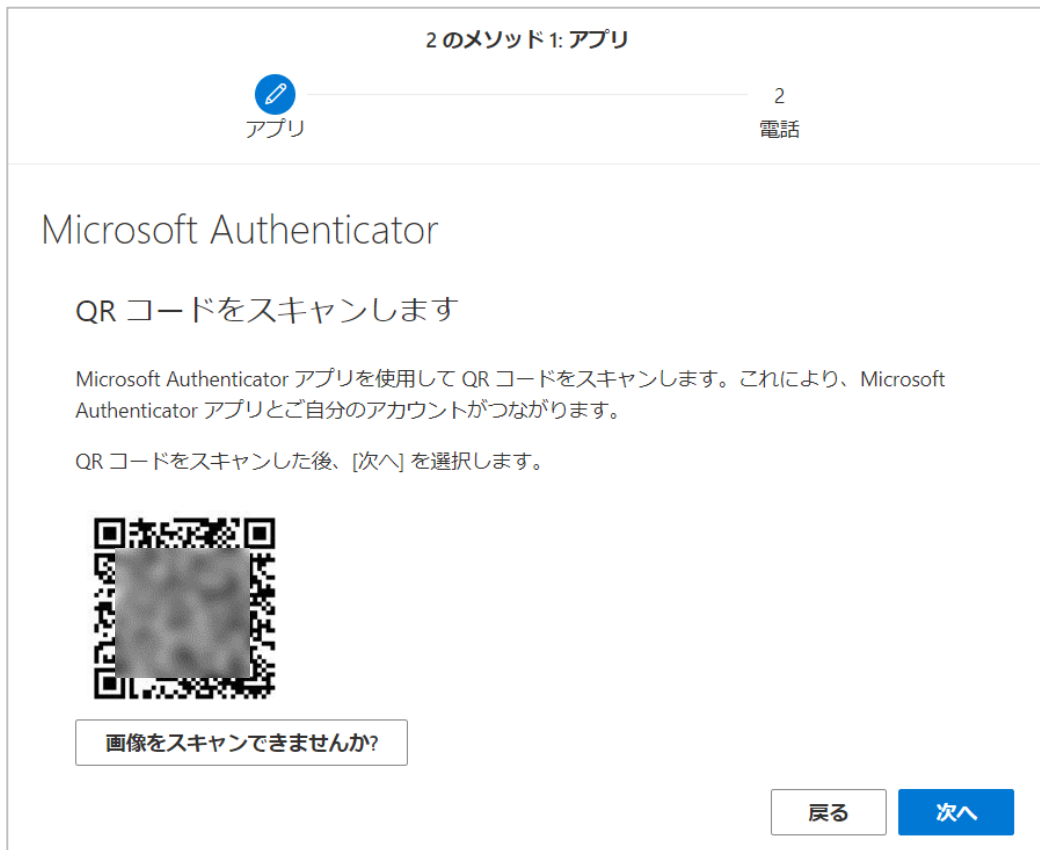 2 のメソッド 1: アプリ
2
アプリ
電話
Microsoft Authenticator
QR コードをスキャンします
Microsoft Authenticator アプリを使用して QR コードをスキャンします。これにより、Microsoft
Authenticator アプリとご自分のアカウントがつながります。
QR コードをスキャンした後、[次へ] を選択します。
画像をスキャンできませんか?
戻る
次へ